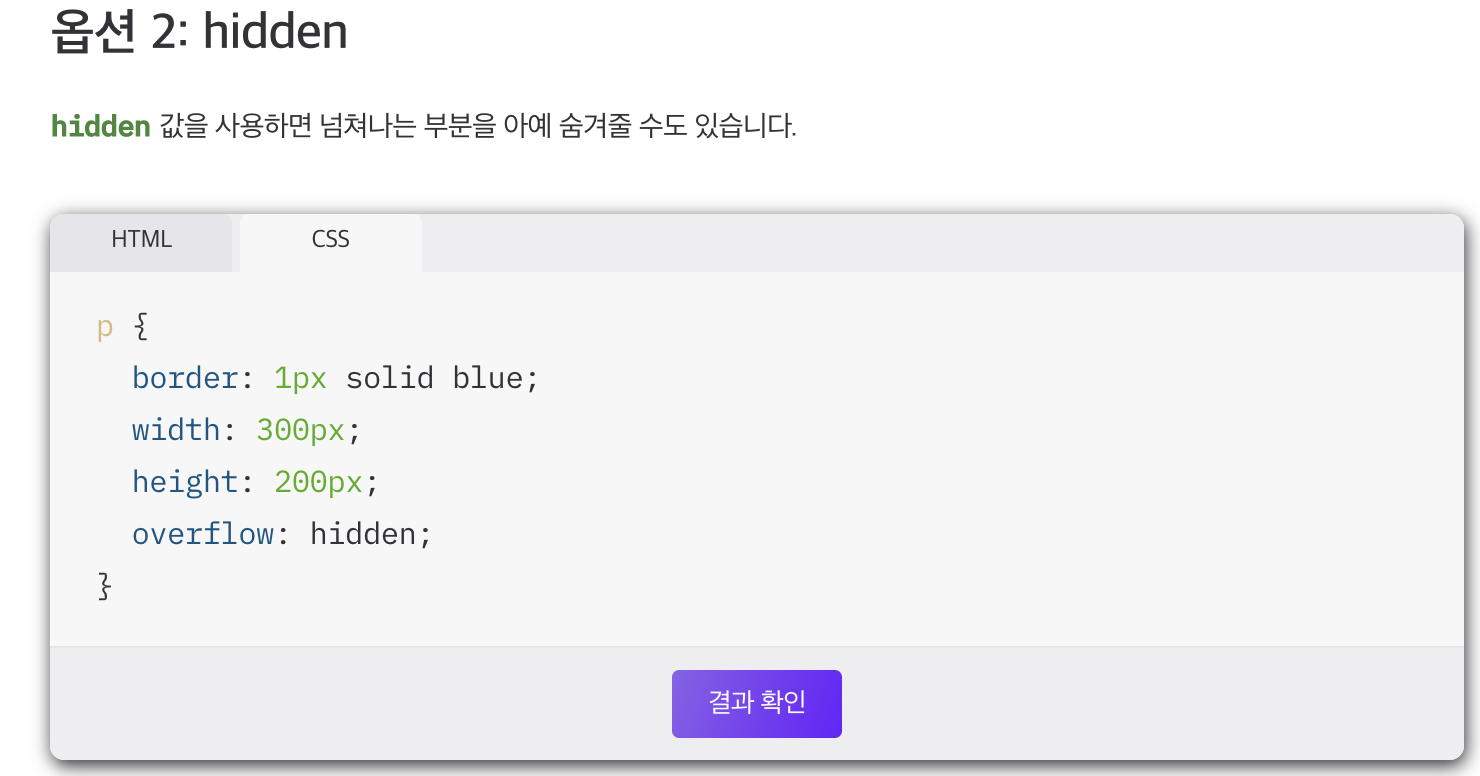 옵션 2: hidden
hidden 값을 사용하면 넘쳐나는 부분을 아예 숨겨줄 수도 있습니다.
HTML CSS
p {
  border: 1px solid blue;
  width: 300px;
  height: 200px;
  overflow: hidden;
}
결과 확인